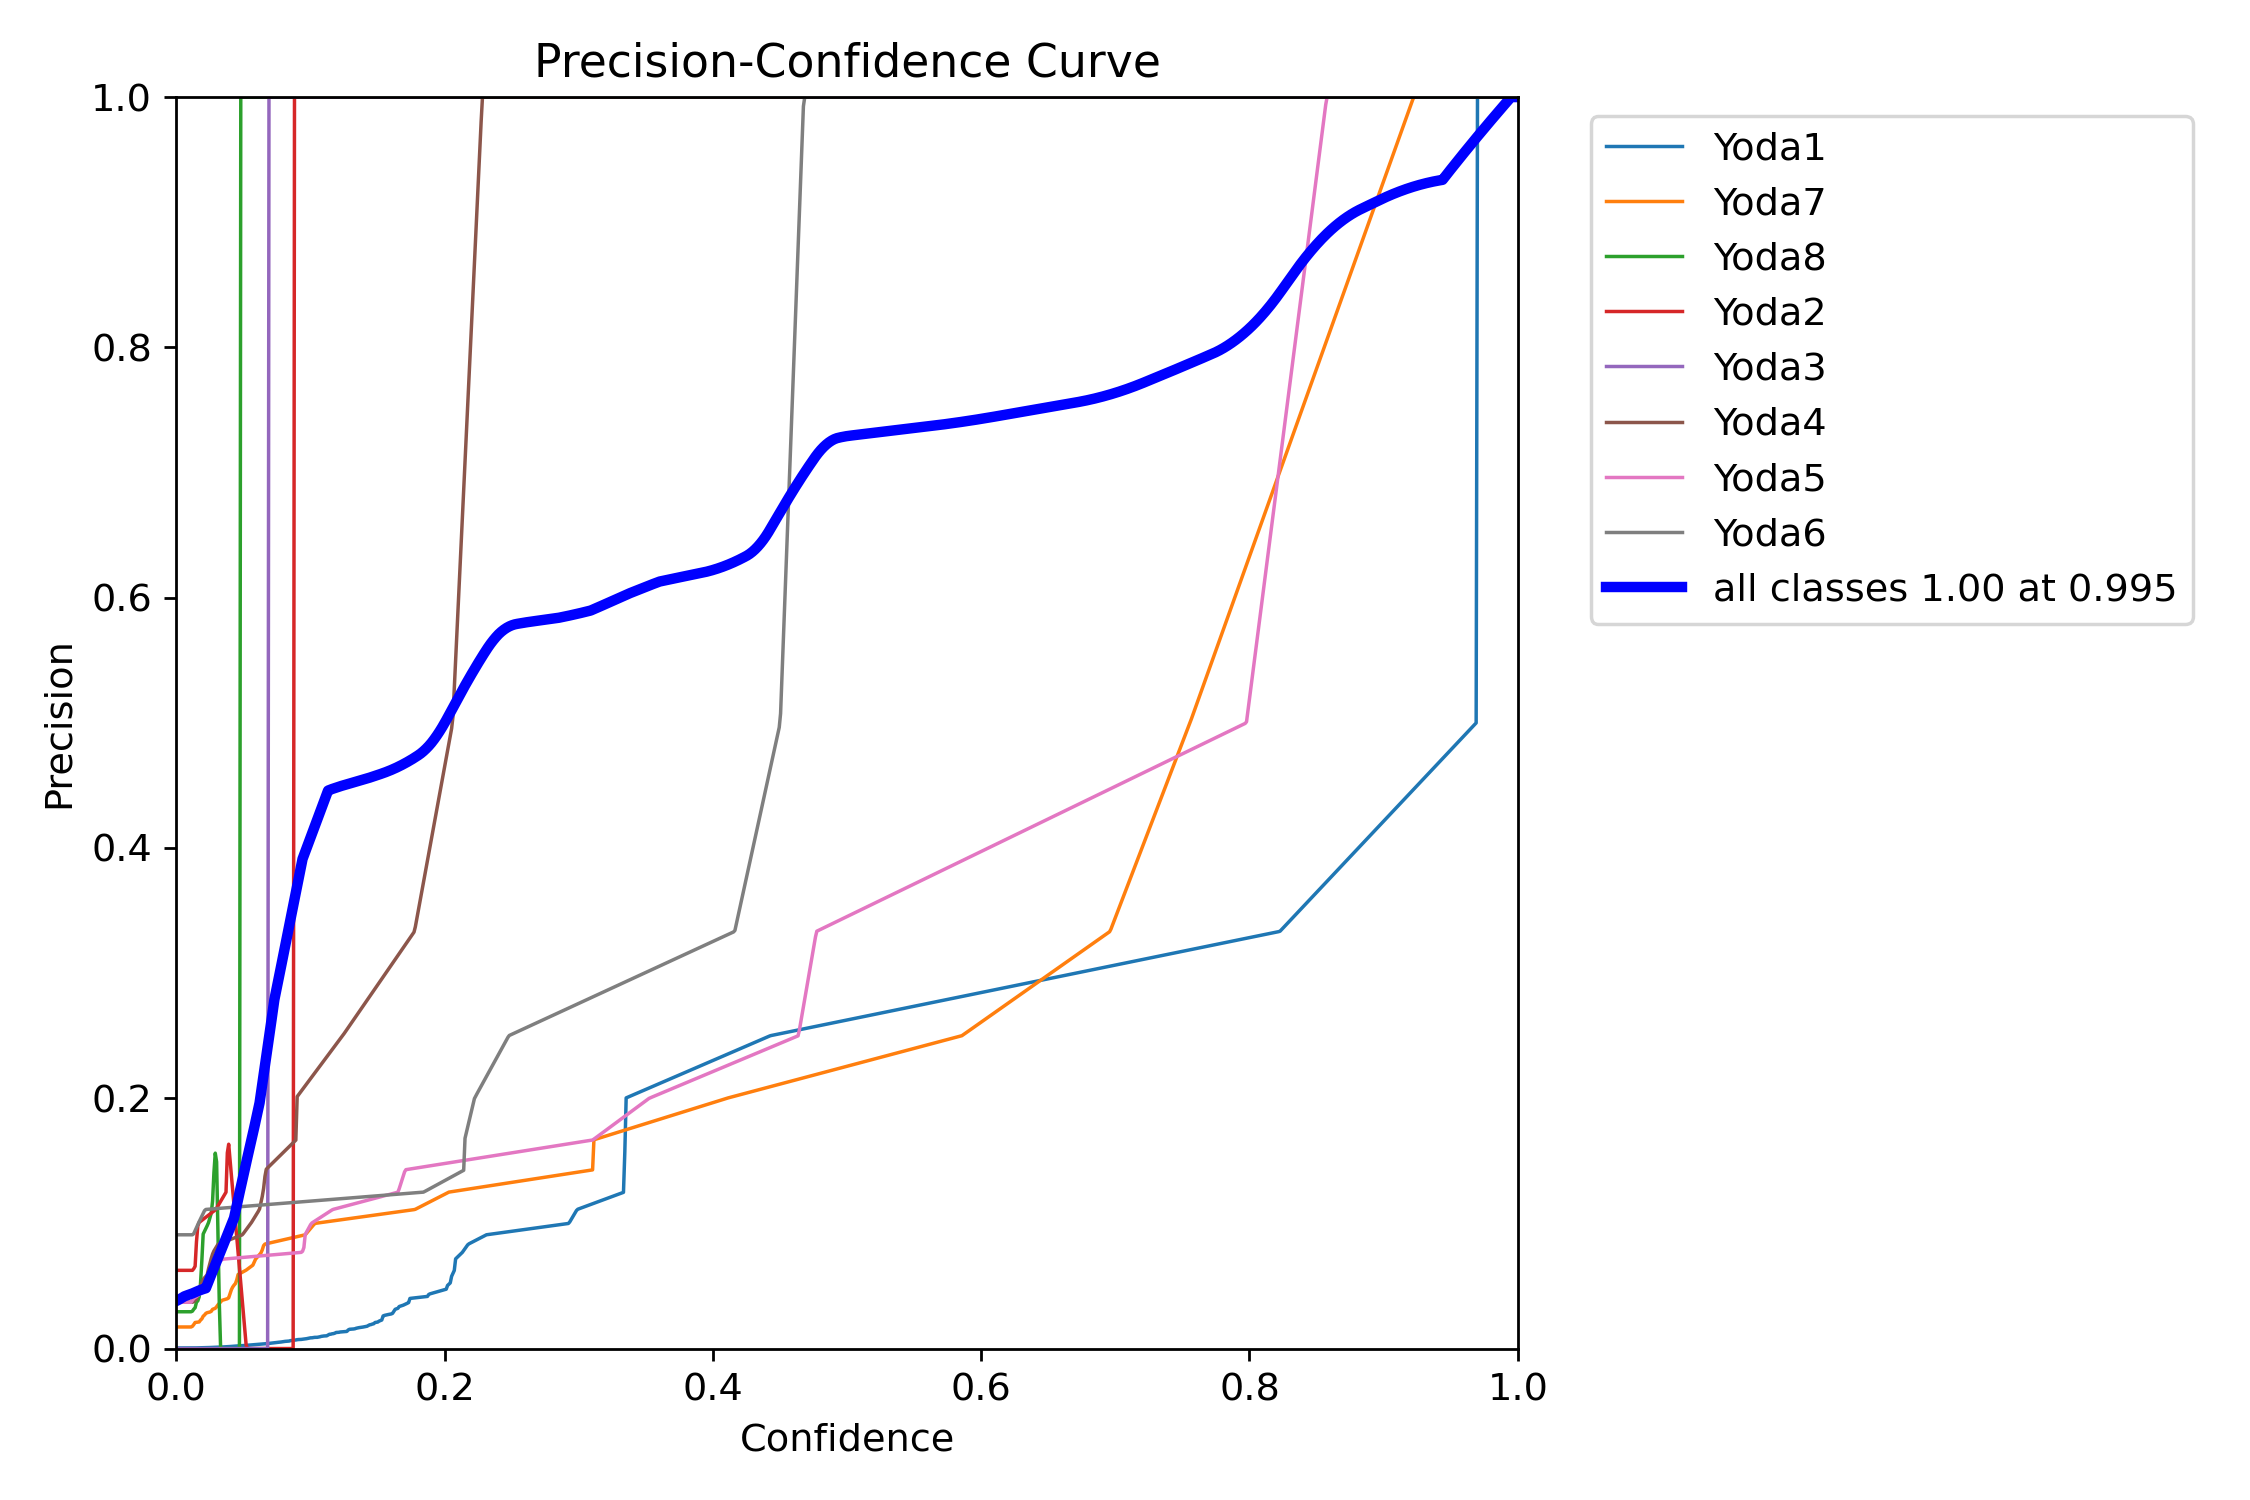 Precision-Confidence Curve
1.0
0.8
0.6
0.4
0.2
0.0
Precision
0.0 0.2 0.4 0.6 0.8 1.0
Confidence
Yoda1
Yoda7
Yoda8
Yoda2
Yoda3
Yoda4
Yoda5
Yoda6
all classes 1.00 at 0.995